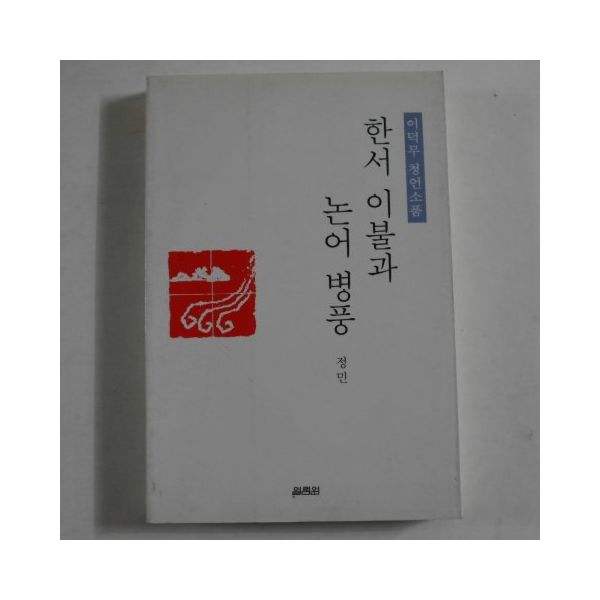 이덕무 청언소품
한서 이불과
논어 병풍
정민
열림원